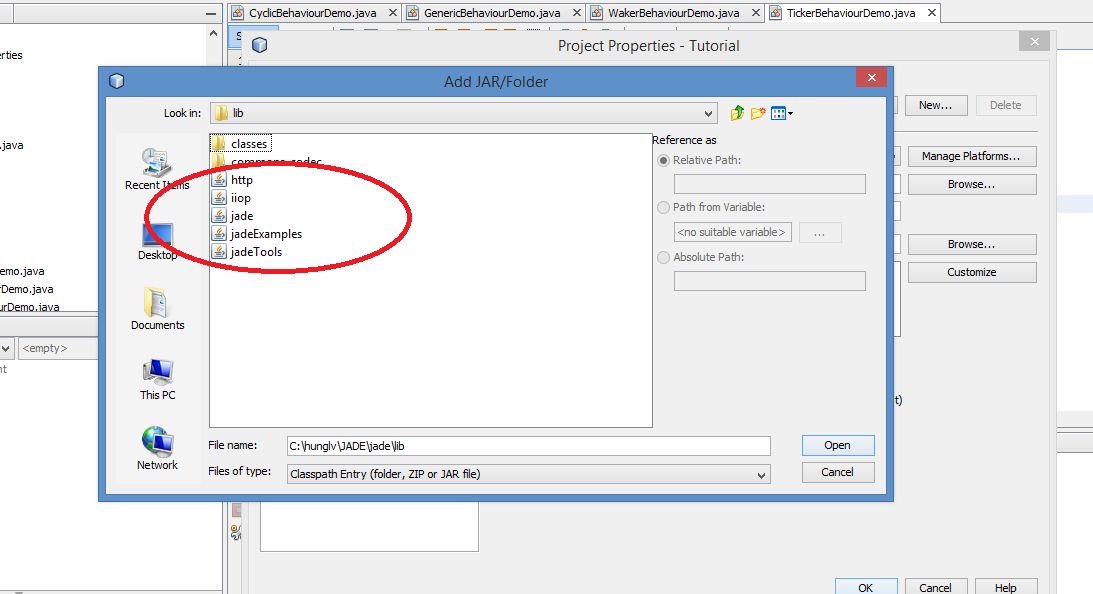 CyclicBehaviourDemo.java
GenericBehaviourDemo.java
WakerBehaviourDemo.java
TickerBehaviourDemo.java
Project Properties - Tutorial
erties
Add JAR/Folder
Look in:
lib
New...
Delete
classes
commons-codec
http
iiop
jade
jadeExamples
jadeTools
Reference as
Relative Path:
Path from Variable:
<no suitable variable>
...
Absolute Path:
Manage Platforms...
Browse...
Browse...
Customize
.java
Recent Items
Desktop
Documents
This PC
Network
emo.java
rDemo.java
urDemo.java
<empty>
nt
t)
File name:
C:\hunglv\JADE\jade\lib
Open
Files of type:
Classpath Entry (folder, ZIP or JAR file)
Cancel
OK
Cancel
Help